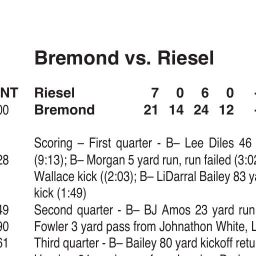 Bremond vs. Riesel
NT Riesel 7 0 6 0
00 Bremond 21 14 24 12
Scoring – First quarter - B– Lee Diles 46
28 (9:13); B– Morgan 5 yard run, run failed (3:02
Wallace kick ((2:03); B– LiDarral Bailey 83 ya
kick (1:49)
49 Second quarter - B– BJ Amos 23 yard run
90 Fowler 3 yard pass from Johnathon White, L
61 Third quarter - B– Bailey 80 yard kickoff retu